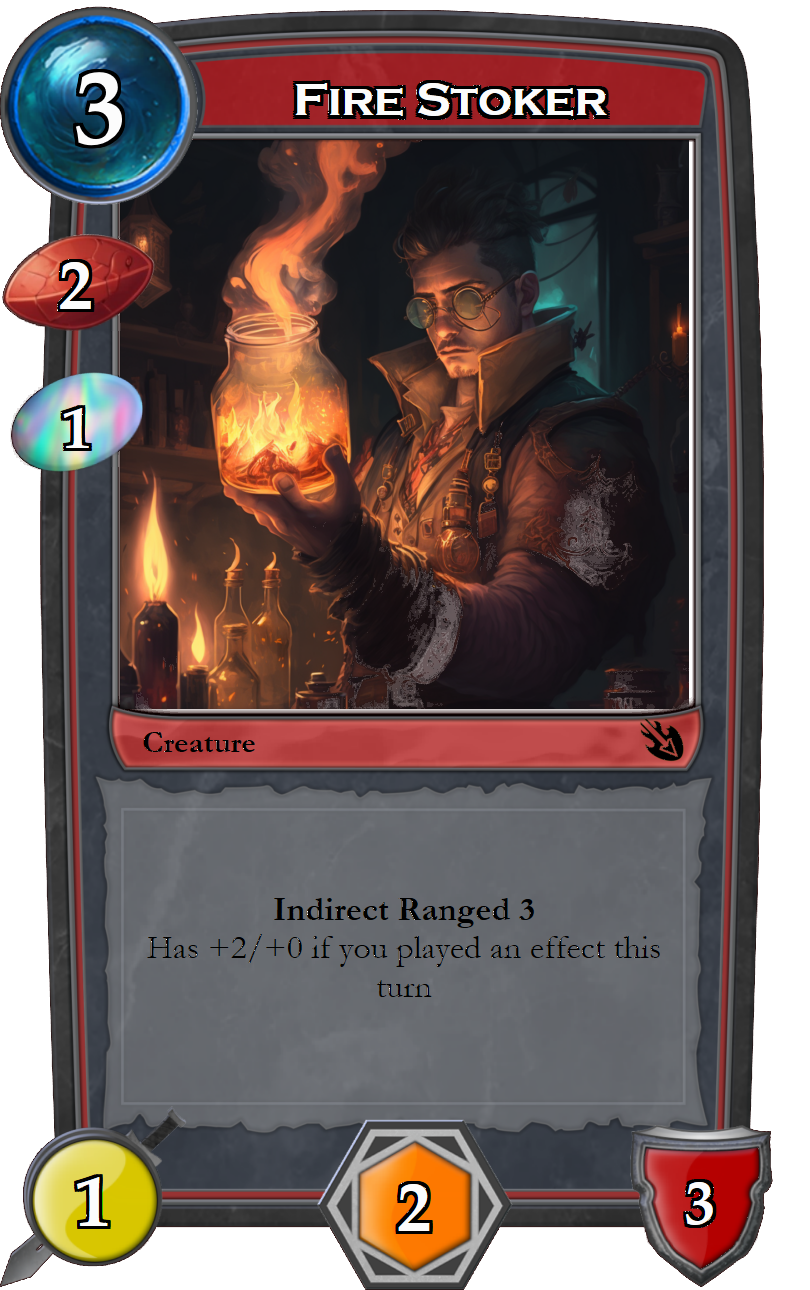 3
FIRE STOKER
2
1
Creature
Indirect Ranged 3
Has +2/+0 if you played an effect this
turn
1
2
3